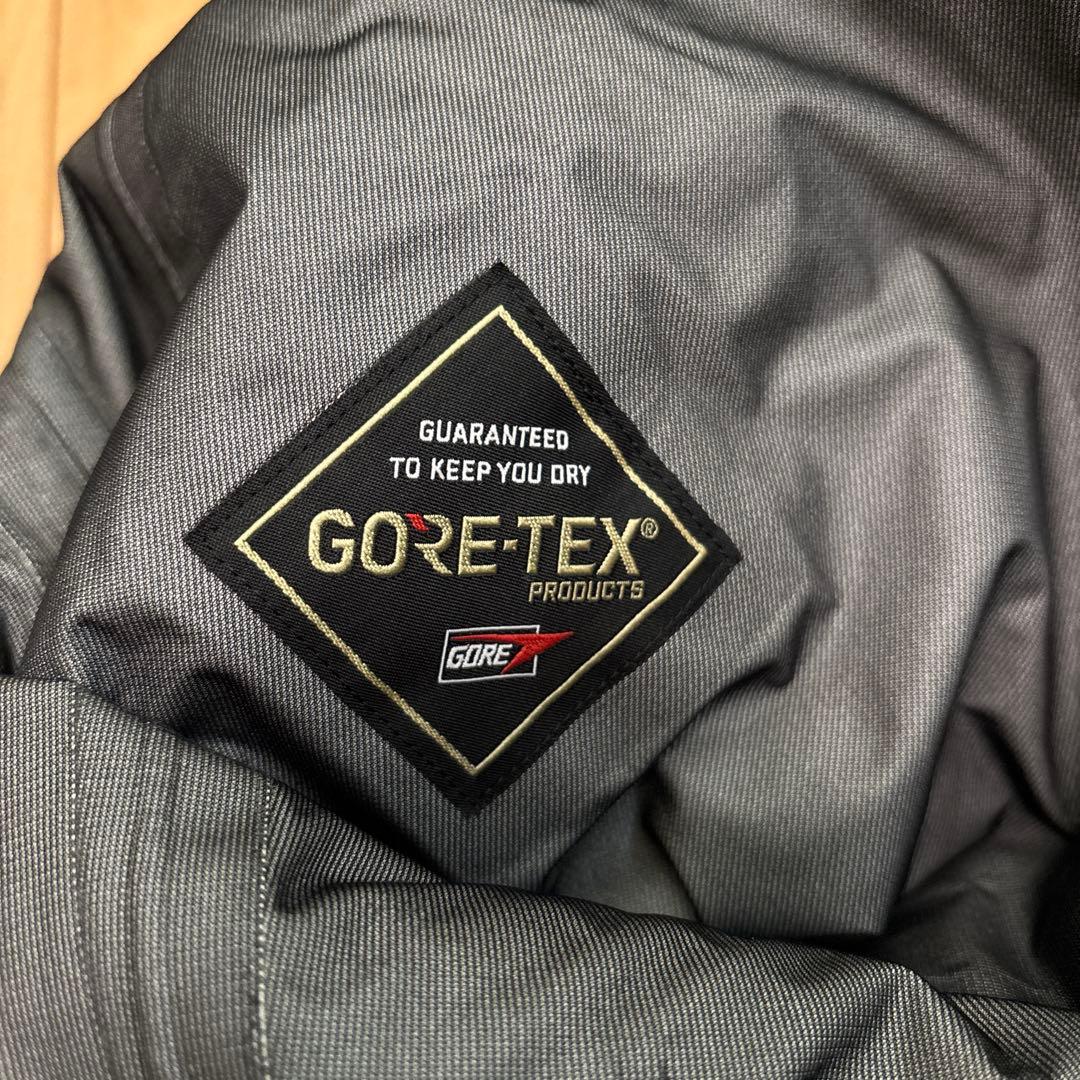 GUARANTEED
TO KEEP YOU DRY
GORE-TEX®
PRODUCTS
GORE